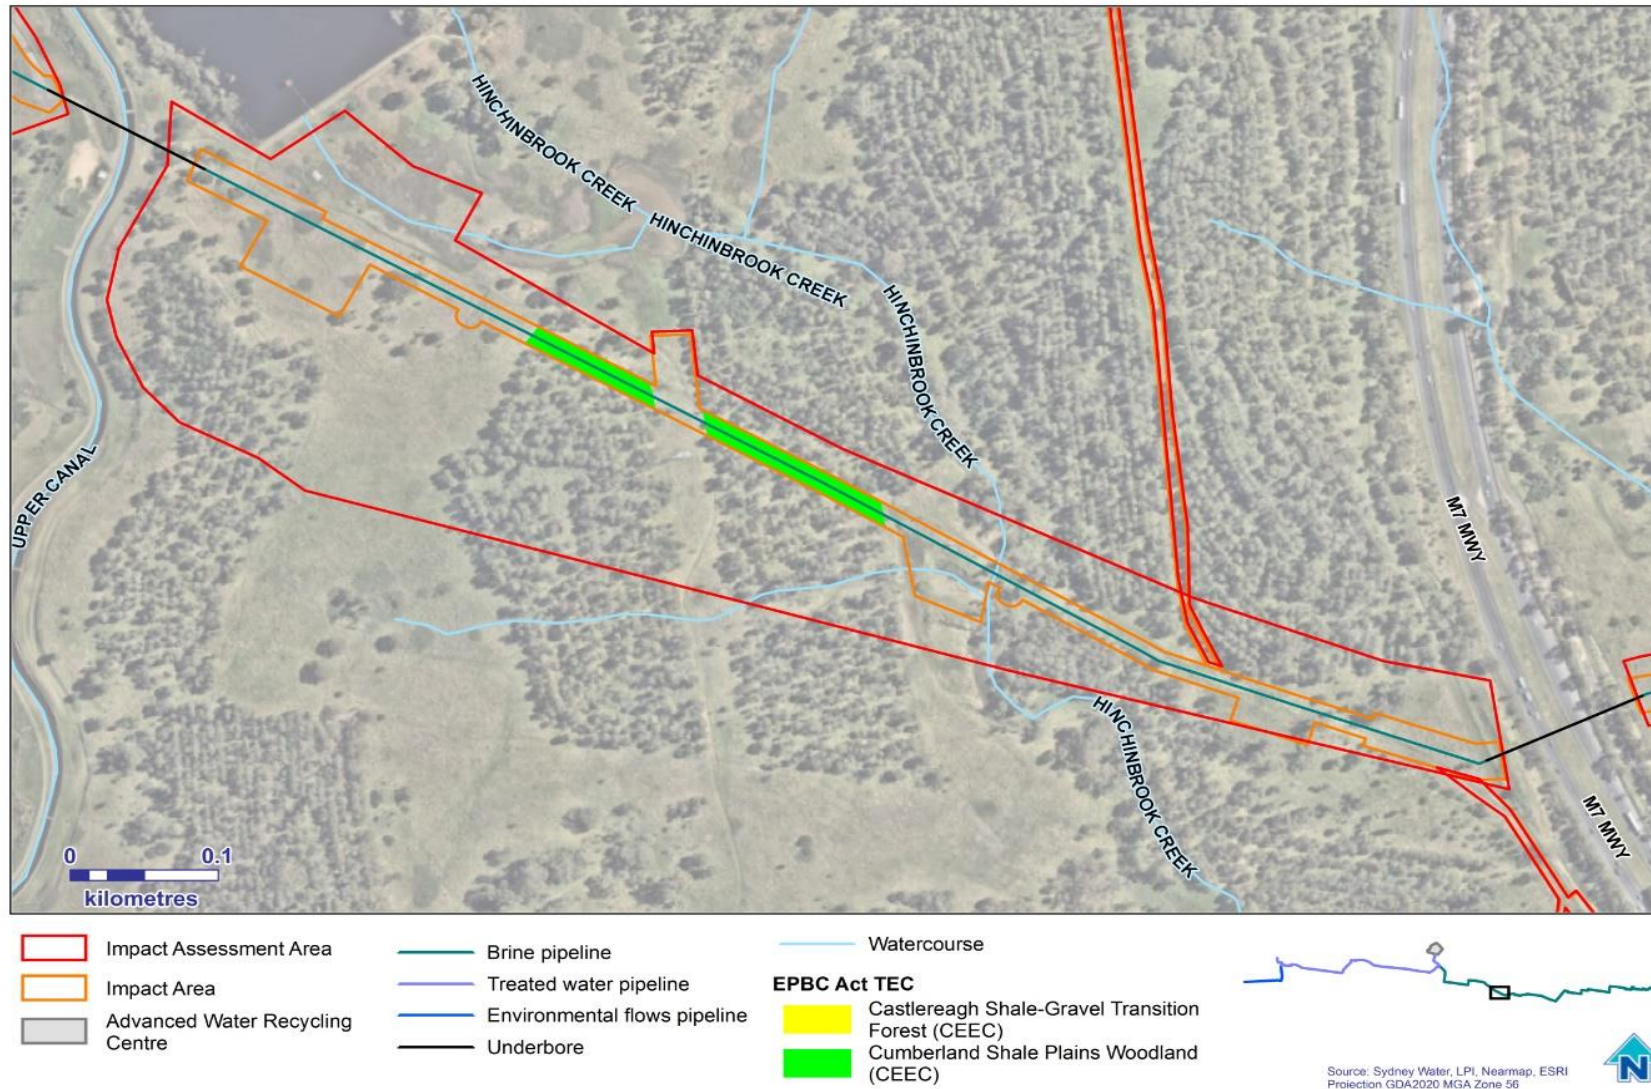 HINCHINBROOK CREEK
HINCHINBROOK CREEK
HINCHINBROOK CREEK
UPPER CANAL
M7 MWY
HINCHINBROOK CREEK
M7 MWY
0 0.1
kilometres
Impact Assessment Area
Impact Area
Advanced Water Recycling
Centre
Brine pipeline
Treated water pipeline
Environmental flows pipeline
Underbore
Watercourse
EPBC Act TEC
Castlereagh Shale-Gravel Transition
Forest (CEEC)
Cumberland Shale Plains Woodland
(CEEC)
N
Source: Sydney Water, LPI, Nearmap, ESRI
Projection GDA2020 MGA Zone 56